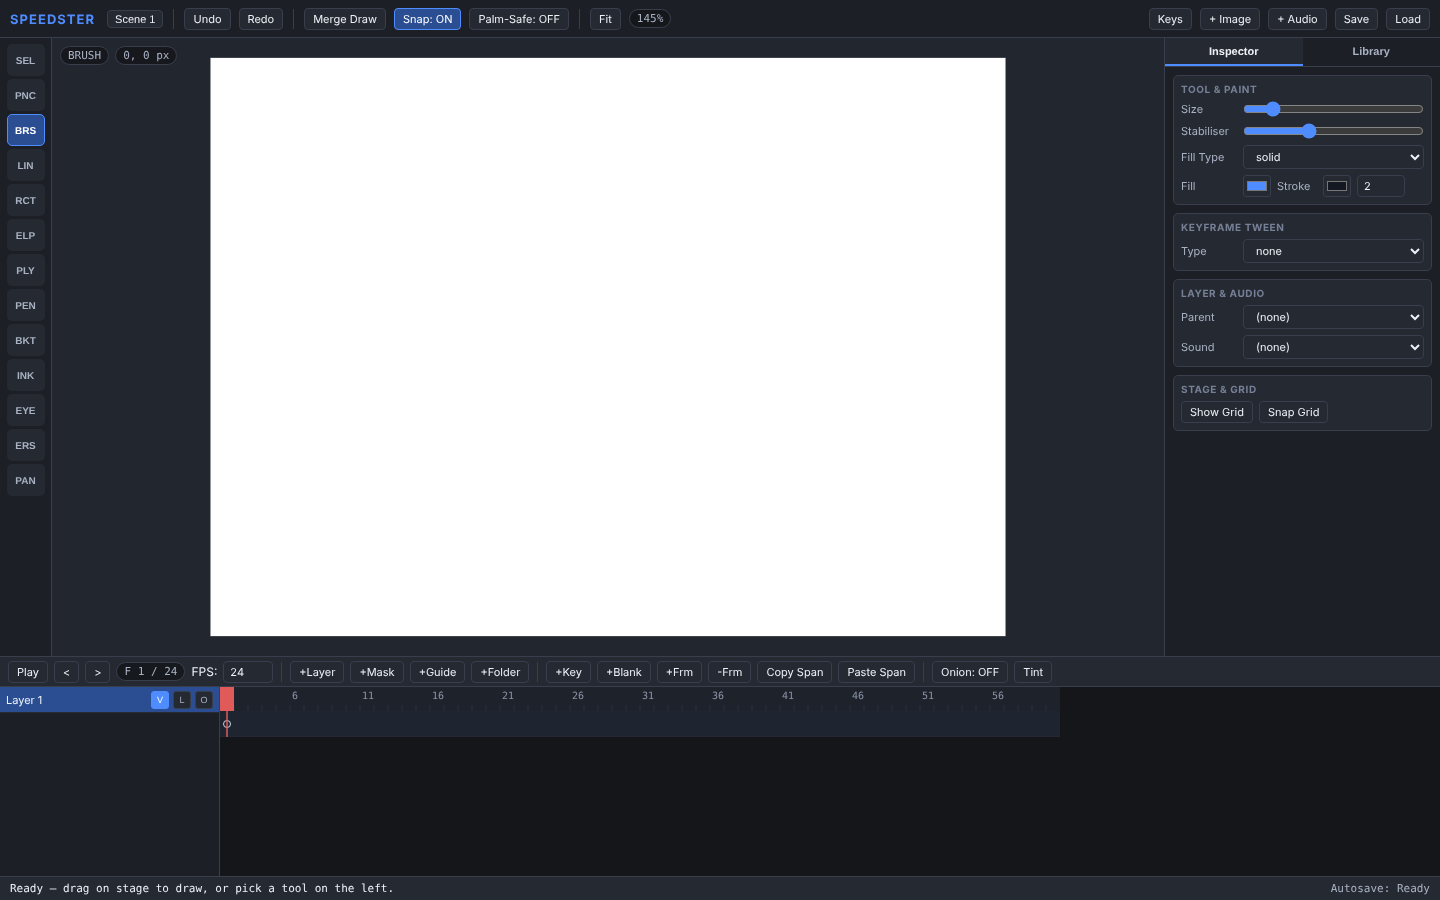 SPEEDSTER Scene 1 Undo Redo Merge Draw Snap: ON Palm-Safe: OFF Fit 145% Keys + Image + Audio Save Load
SEL
PNC
BRS
LIN
RCT
ELP
PLY
PEN
BKT
INK
EYE
ERS
PAN
BRUSH 0, 0 px
Inspector Library
TOOL & PAINT
Size
Stabiliser
Fill Type solid
Fill Stroke 2
KEYFRAME TWEEN
Type none
LAYER & AUDIO
Parent (none)
Sound (none)
STAGE & GRID
Show Grid Snap Grid
Play < > F 1 / 24 FPS: 24 +Layer +Mask +Guide +Folder +Key +Blank +Frm -Frm Copy Span Paste Span Onion: OFF Tint
Layer 1 V L O
6 11 16 21 26 31 36 41 46 51 56
Ready — drag on stage to draw, or pick a tool on the left. Autosave: Ready